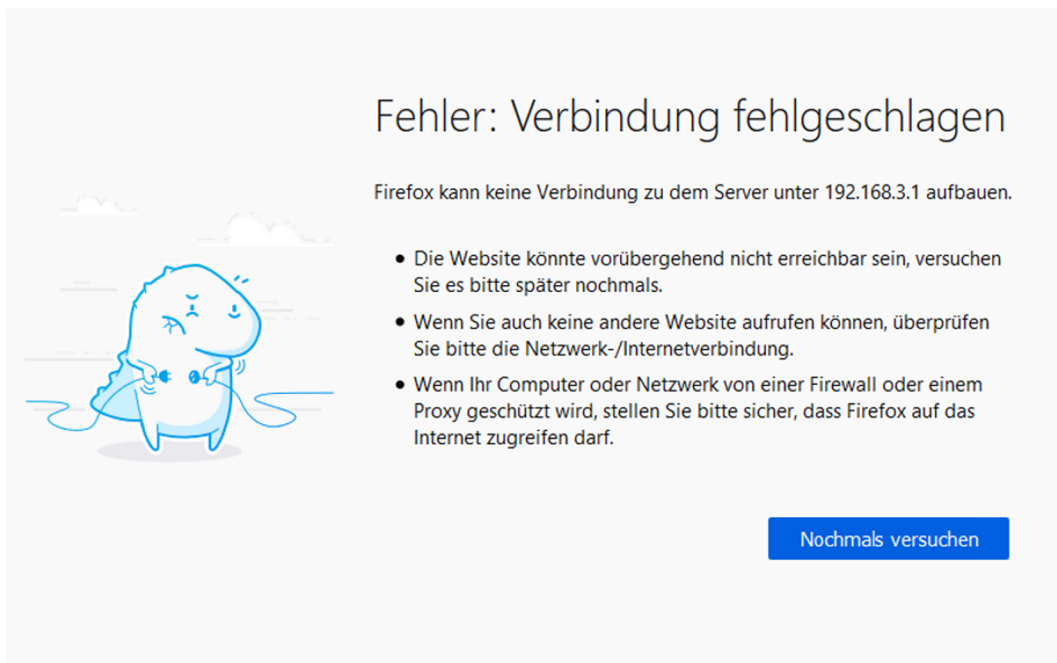 Fehler: Verbindung fehlgeschlagen
Firefox kann keine Verbindung zu dem Server unter 192.168.3.1 aufbauen.
• Die Website könnte vorübergehend nicht erreichbar sein, versuchen
Sie es bitte später nochmals.
• Wenn Sie auch keine andere Website aufrufen können, überprüfen
Sie bitte die Netzwerk-/Internetverbindung.
• Wenn Ihr Computer oder Netzwerk von einer Firewall oder einem
Proxy geschützt wird, stellen Sie bitte sicher, dass Firefox auf das
Internet zugreifen darf.
Nochmals versuchen